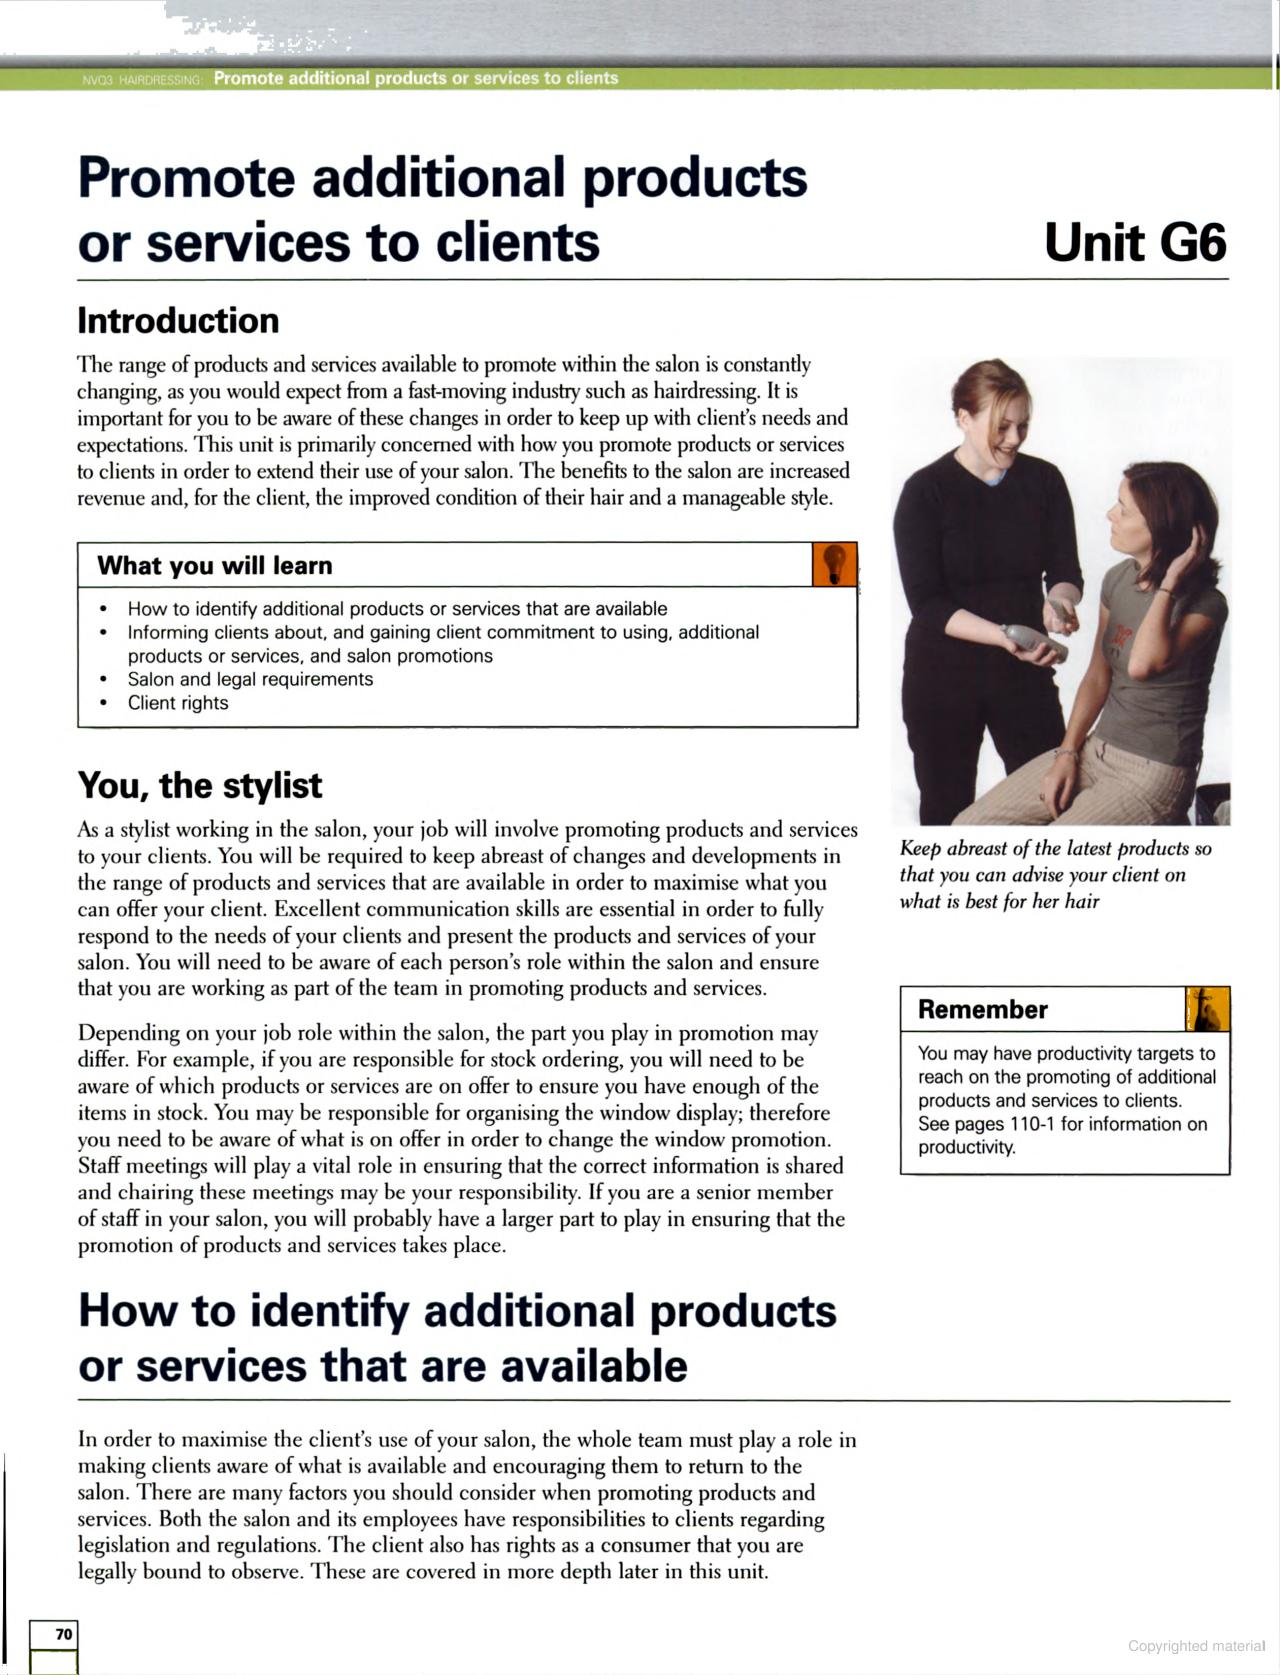 NVQ3 HAIRDRESSING: Promote additional products or services to clients
Promote additional products
or services to clients
Unit G6
Introduction
The range of products and services available to promote within the salon is constantly
changing, as you would expect from a fast-moving industry such as hairdressing. It is
important for you to be aware of these changes in order to keep up with client's needs and
expectations. This unit is primarily concerned with how you promote products or services
to clients in order to extend their use of your salon. The benefits to the salon are increased
revenue and, for the client, the improved condition of their hair and a manageable style.
What you will learn
• How to identify additional products or services that are available
• Informing clients about, and gaining client commitment to using, additional
products or services, and salon promotions
• Salon and legal requirements
• Client rights
You, the stylist
As a stylist working in the salon, your job will involve promoting products and services
to your clients. You will be required to keep abreast of changes and developments in
the range of products and services that are available in order to maximise what you
can offer your client. Excellent communication skills are essential in order to fully
respond to the needs of your clients and present the products and services of your
salon. You will need to be aware of each person's role within the salon and ensure
that you are working as part of the team in promoting products and services.
Depending on your job role within the salon, the part you play in promotion may
differ. For example, if you are responsible for stock ordering, you will need to be
aware of which products or services are on offer to ensure you have enough of the
items in stock. You may be responsible for organising the window display; therefore
you need to be aware of what is on offer in order to change the window promotion.
Staff meetings will play a vital role in ensuring that the correct information is shared
and chairing these meetings may be your responsibility. If you are a senior member
of staff in your salon, you will probably have a larger part to play in ensuring that the
promotion of products and services takes place.
Keep abreast of the latest products so
that you can advise your client on
what is best for her hair
Remember
You may have productivity targets to
reach on the promoting of additional
products and services to clients.
See pages 110-1 for information on
productivity.
How to identify additional products
or services that are available
In order to maximise the client's use of your salon, the whole team must play a role in
making clients aware of what is available and encouraging them to return to the
salon. There are many factors you should consider when promoting products and
services. Both the salon and its employees have responsibilities to clients regarding
legislation and regulations. The client also has rights as a consumer that you are
legally bound to observe. These are covered in more depth later in this unit.
70
Copyrighted material